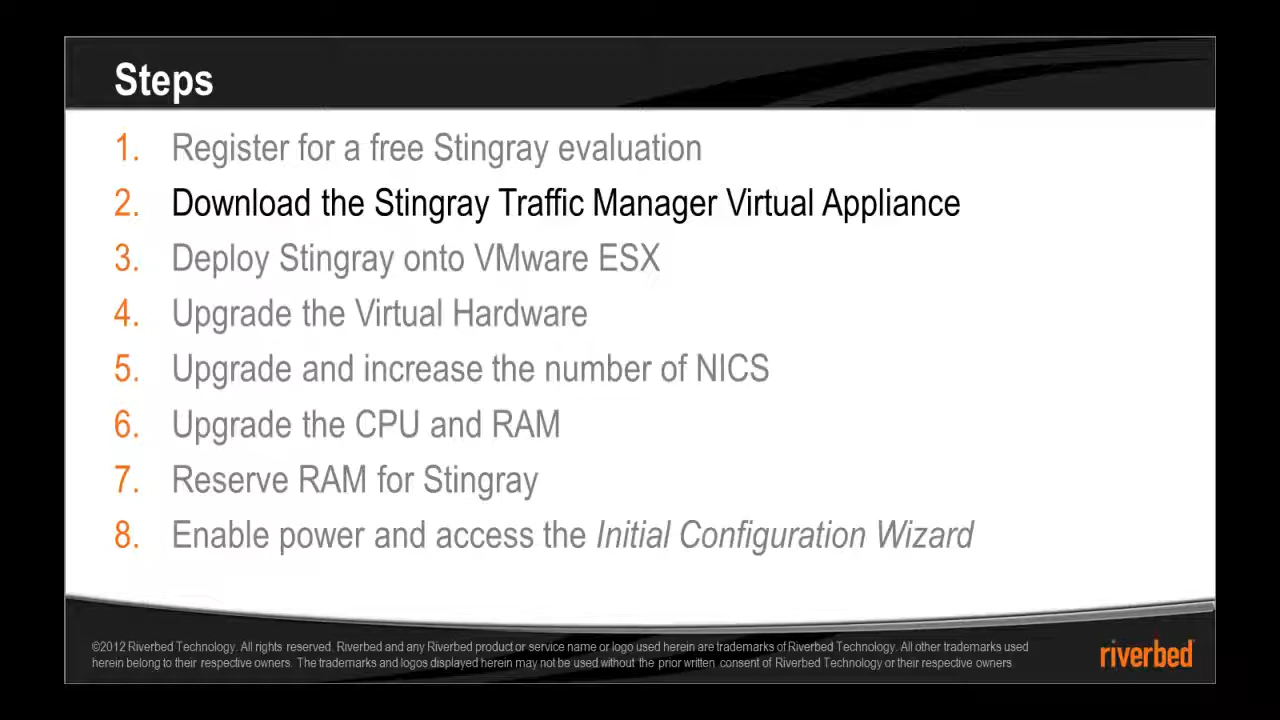 Steps
1. Register for a free Stingray evaluation
2. Download the Stingray Traffic Manager Virtual Appliance
3. Deploy Stingray onto VMware ESX
4. Upgrade the Virtual Hardware
5. Upgrade and increase the number of NICS
6. Upgrade the CPU and RAM
7. Reserve RAM for Stingray
8. Enable power and access the Initial Configuration Wizard
©2012 Riverbed Technology. All rights reserved. Riverbed and any Riverbed product or service name or logo used herein are trademarks of Riverbed Technology. All other trademarks used
herein belong to their respective owners. The trademarks and logos displayed herein may not be used without the prior written consent of Riverbed Technology or their respective owners
riverbed